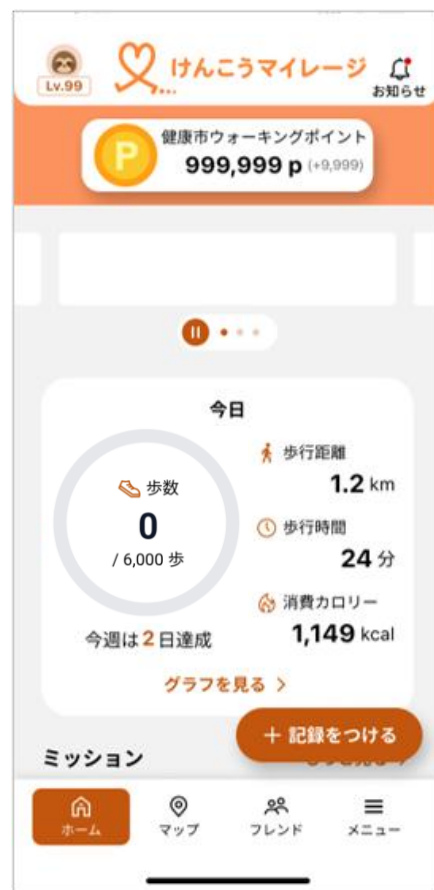 Lv.99
けんこうマイレージ
お知らせ
P
健康市ウォーキングポイント
999,999 p (+9,999)
今日
歩数
0
/ 6,000 歩
今週は2日達成
歩行距離
1.2 km
歩行時間
24 分
消費カロリー
1,149 kcal
グラフを見る >
+ 記録をつける
ミッション
ホーム
マップ
フレンド
メニュー